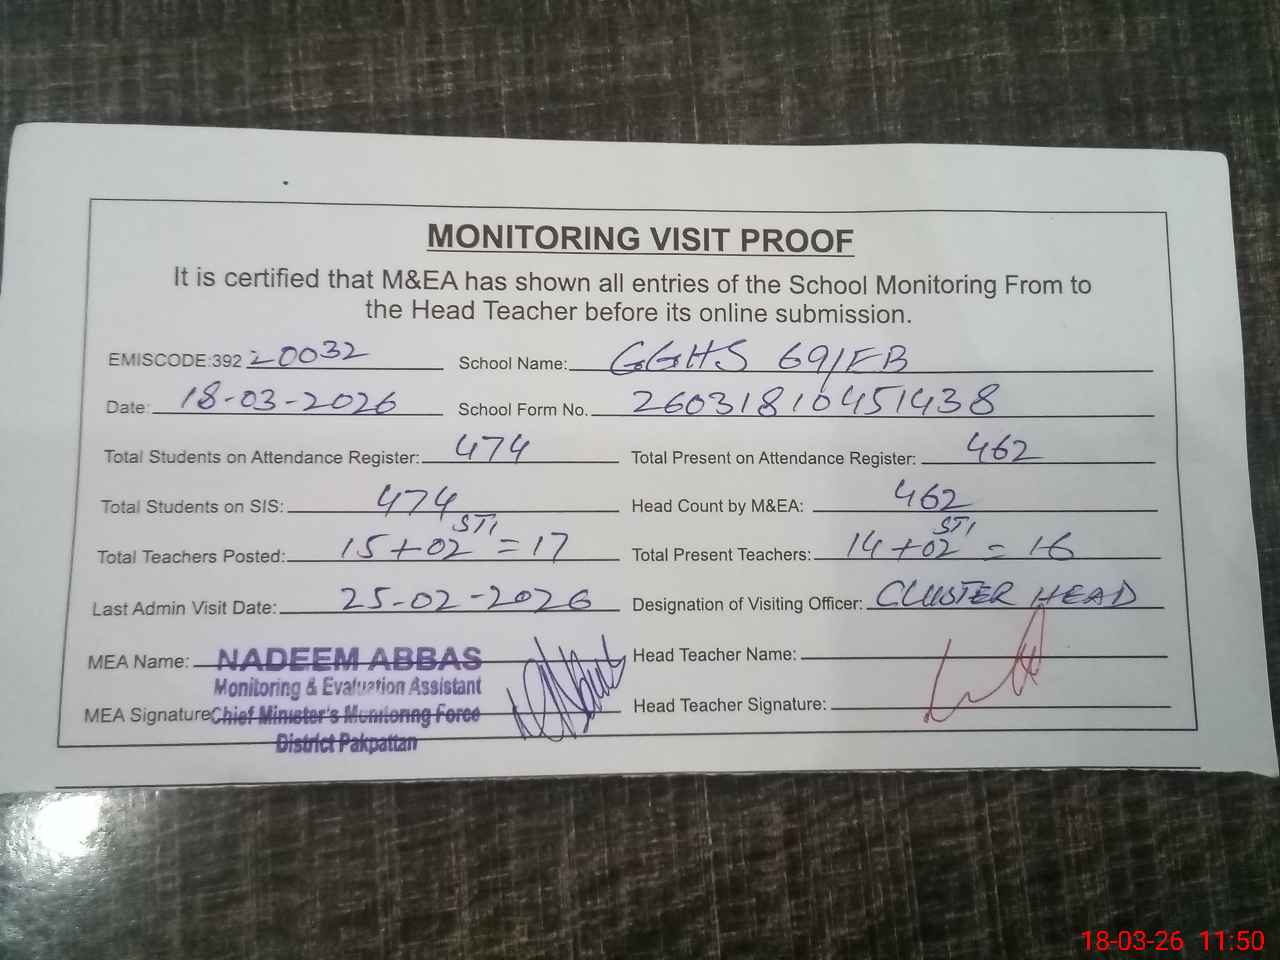 MONITORING VISIT PROOF
It is certified that M&EA has shown all entries of the School Monitoring From to
the Head Teacher before its online submission.
EMISCODE:392 20032 School Name: GGHS 69/EB
Date: 18-03-2026 School Form No. 26031810451438
Total Students on Attendance Register: 474 Total Present on Attendance Register: 462
Total Students on SIS: 474 Head Count by M&EA: 462
Total Teachers Posted: 15+02 STI = 17 Total Present Teachers: 14+02 STI = 16
Last Admin Visit Date: 25-02-2026 Designation of Visiting Officer: CLUSTER HEAD
MEA Name: NADEEM ABBAS Head Teacher Name:
Monitoring & Evaluation Assistant
MEA Signature Chief Minister's Monitoring Force Head Teacher Signature:
District Pakpattan
18-03-26 11:50